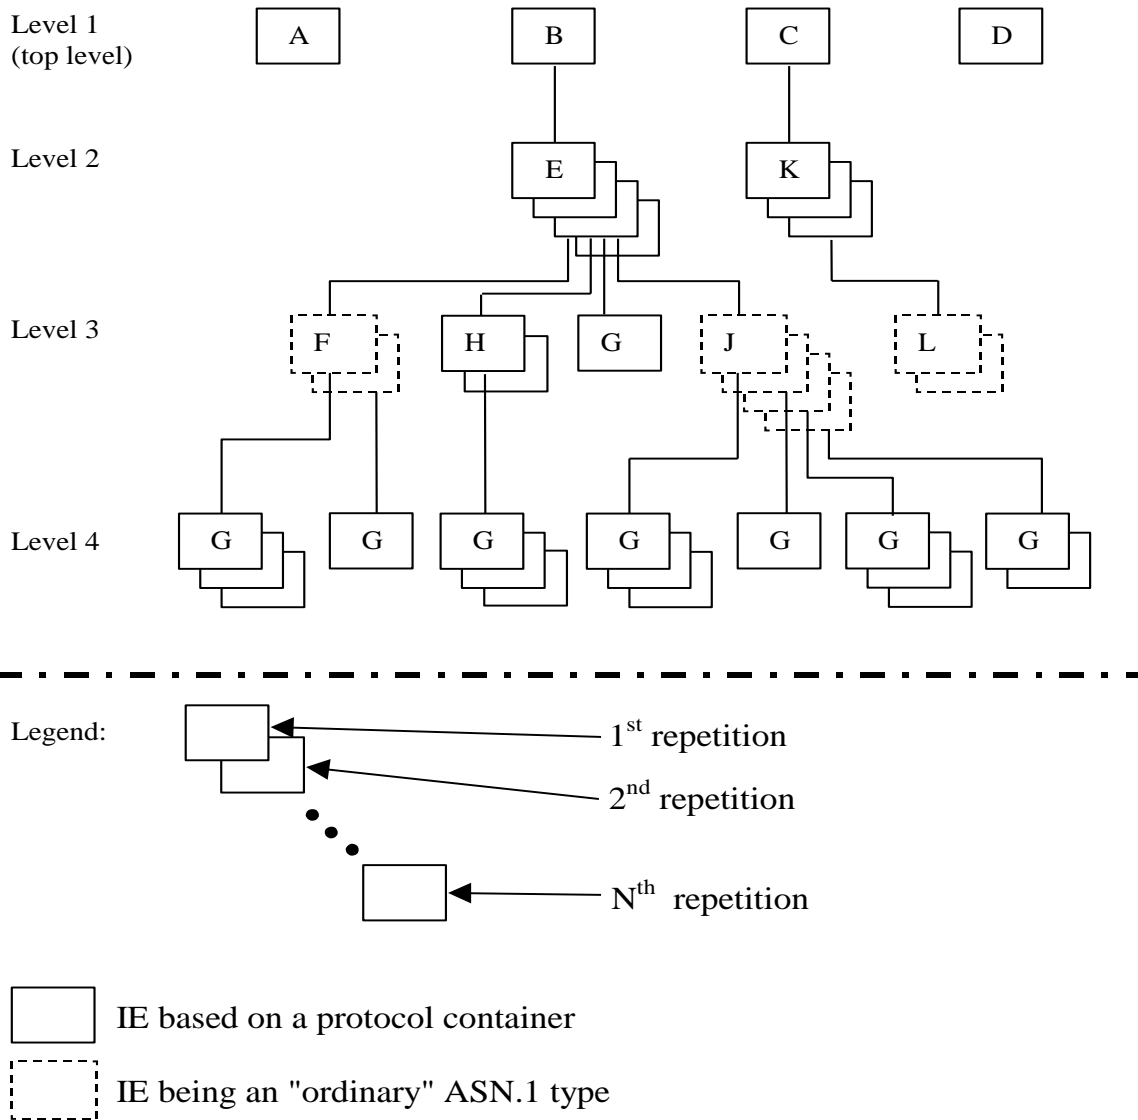 Level 1
(top level)
A B C D
Level 2
E K
Level 3
F H G J L
Level 4
G G G G G G G
Legend:
1st repetition
2nd repetition
Nth repetition
IE based on a protocol container
IE being an "ordinary" ASN.1 type